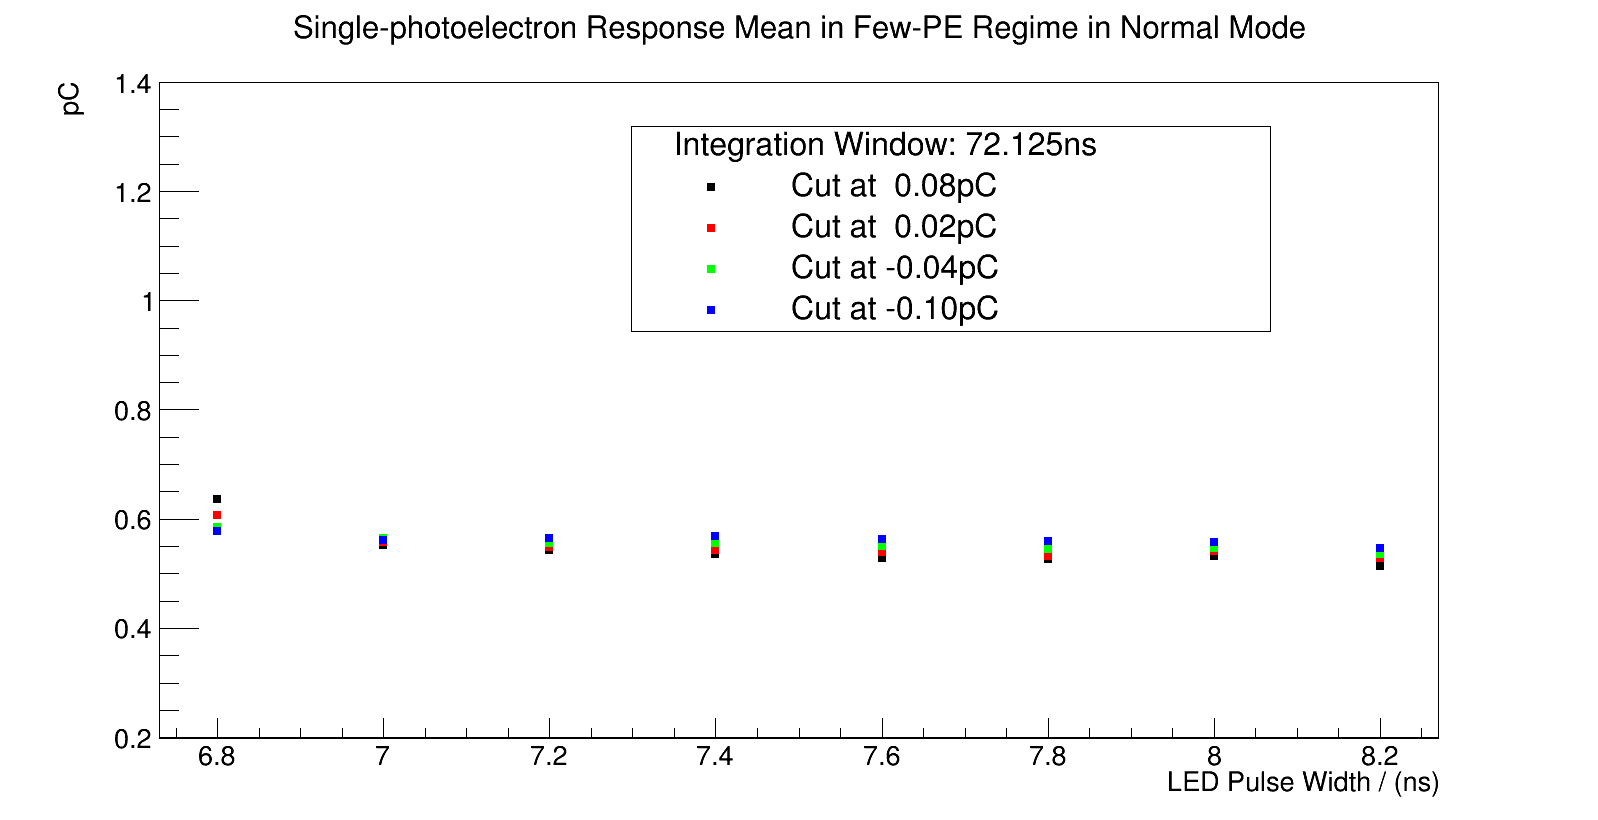 Single-photoelectron Response Mean in Few-PE Regime in Normal Mode
pC
1.4
1.2
1
0.8
0.6
0.4
0.2
Integration Window: 72.125ns
Cut at  0.08pC
Cut at  0.02pC
Cut at -0.04pC
Cut at -0.10pC
6.8 7 7.2 7.4 7.6 7.8 8 8.2
LED Pulse Width / (ns)